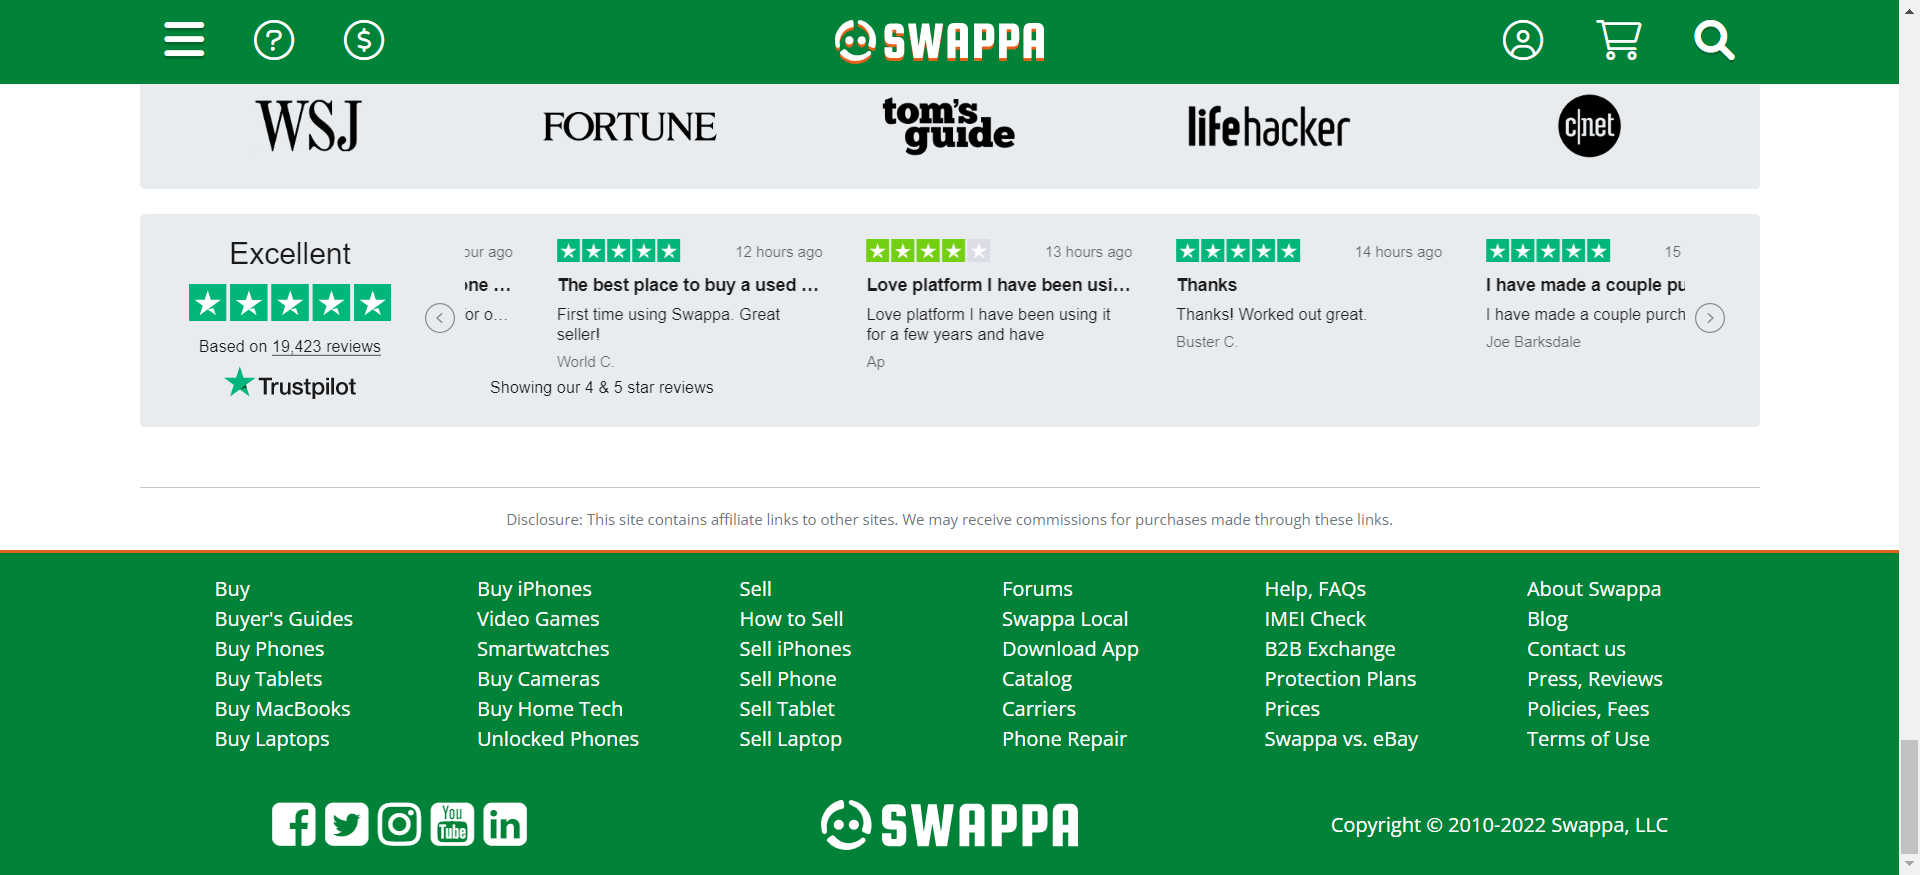 SWAPPA
WSJ
FORTUNE
tom's guide
lifehacker
c|net
Excellent
Based on 19,423 reviews
Trustpilot
our ago
one ...
or o...
12 hours ago
The best place to buy a used ...
First time using Swappa. Great
seller!
World C.
13 hours ago
Love platform I have been usi...
Love platform I have been using it
for a few years and have
Ap
14 hours ago
Thanks
Thanks! Worked out great.
Buster C.
15
I have made a couple pu
I have made a couple purch
Joe Barksdale
Showing our 4 & 5 star reviews
Disclosure: This site contains affiliate links to other sites. We may receive commissions for purchases made through these links.
Buy
Buyer's Guides
Buy Phones
Buy Tablets
Buy MacBooks
Buy Laptops
Buy iPhones
Video Games
Smartwatches
Buy Cameras
Buy Home Tech
Unlocked Phones
Sell
How to Sell
Sell iPhones
Sell Phone
Sell Tablet
Sell Laptop
Forums
Swappa Local
Download App
Catalog
Carriers
Phone Repair
Help, FAQs
IMEI Check
B2B Exchange
Protection Plans
Prices
Swappa vs. eBay
About Swappa
Blog
Contact us
Press, Reviews
Policies, Fees
Terms of Use
You
Tube
in
SWAPPA
Copyright © 2010-2022 Swappa, LLC